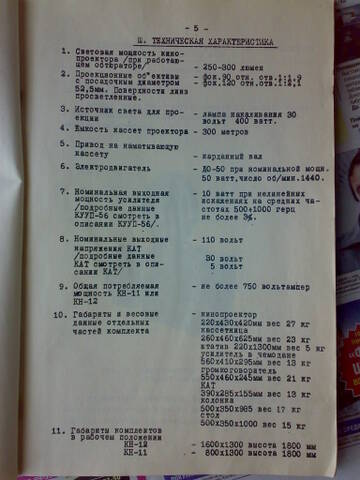 - 5 -
Ш. ТЕХНИЧЕСКАЯ ХАРАКТЕРИСТИКА
1. Световая мощность кино-
проектора /при работаю-
щем обтюраторе/ - 250-300 люмен
2. Проекционные об"ективы - фок.90 отн. отв.1:1,9
с посадочным диаметром - фок.120 отн.отв.1:2,1
52,5мм. Поверхности линз
просветленные.
3. Источник света для про- - лампа накаливания 30
екции вольт 400 ватт.
4. Емкость кассет проектора - 300 метров
5. Привод на наматывающую
кассету - карданный вал
6. Электродвигатель - ДО-50 при номинальной мощн.
50 ватт.число об/мин.1440.
7. Номинальная выходная - 10 ватт при нелинейных
мощность усилителя искажениях на средних ча-
/подробные данные стотах 500+1000 герц
КУУП-56 смотреть в не более 3%.
описании КУУП-56/.
8. Номинальные выходные - 110 вольт
напряжения КАТ
/подробные данные 30 вольт
КАТ смотреть в опи- 5 вольт
сании КАТ/
9. Общая потребляемая - не более 750 вольтампер
мощность КН-11 или
КН-12
10. Габариты и весовые - кинопроектор
данные отдельных 220х430х420мм вес 27 кг
частей комплекта кассетница
260х460х625мм вес 23 кг
штатив 220х1300мм вес 5 кг
усилитель в чемодане
560х410х295мм вес 13 кг
громкоговоритель
550х460х245мм вес 21 кг
КАТ
390х285х155мм вес 13 кг
колонка
500х350х985 вес 17 кг
стол
500х350х1000 вес 15 кг
11. Габариты комплектов
в рабочем положении
КН-12 - 1600х1300 высота 1800 мм
КН-11 - 800х1300 высота 1800 мм